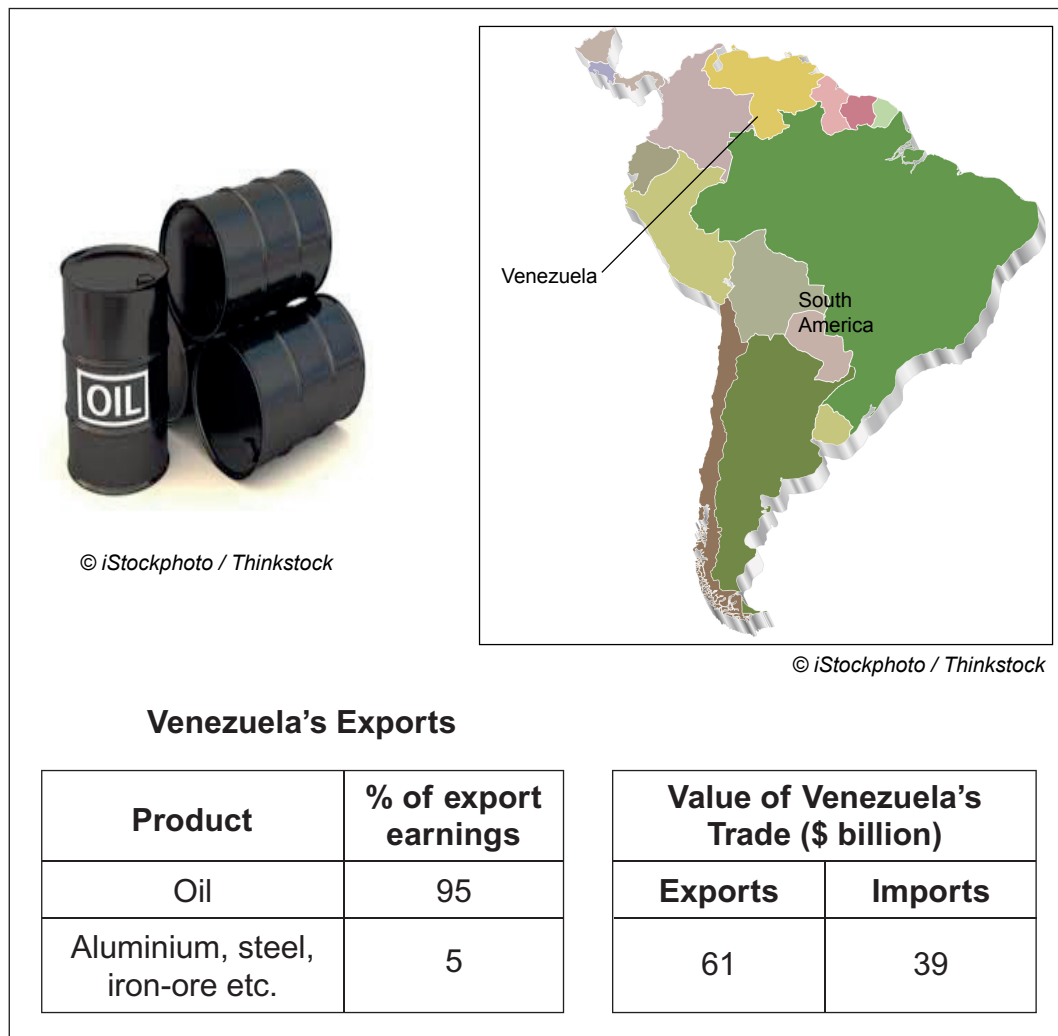 OIL
© iStockphoto / Thinkstock
Venezuela
South
America
© iStockphoto / Thinkstock
Venezuela’s Exports
Product
% of export
earnings
Oil
95
Aluminium, steel,
iron-ore etc.
5
Value of Venezuela’s
Trade ($ billion)
Exports
Imports
61
39